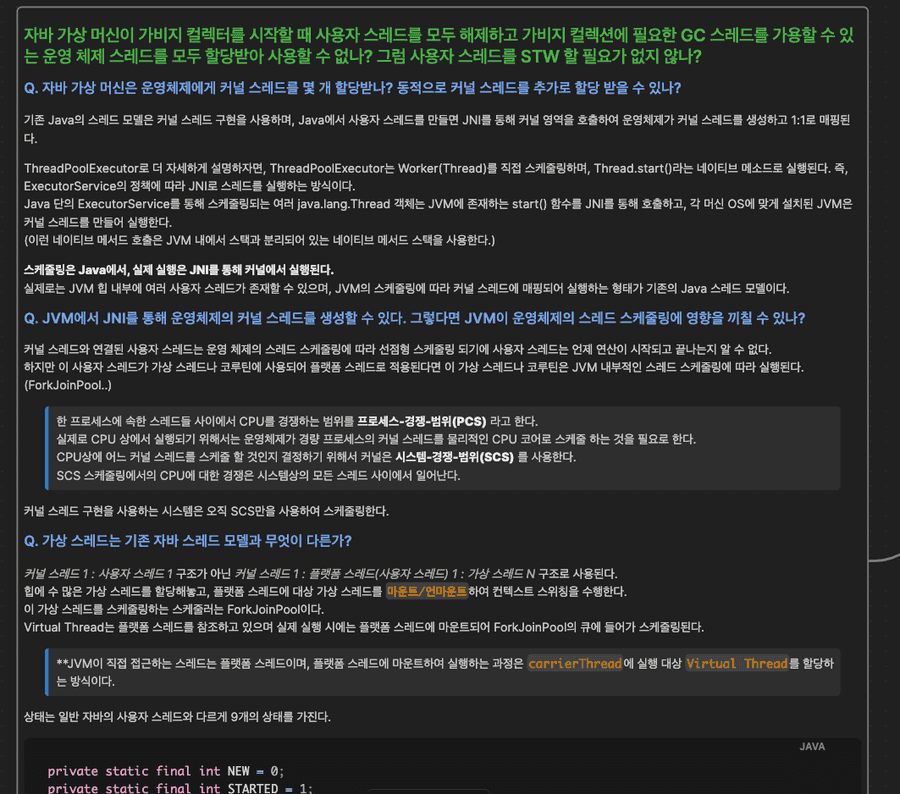 자바 가상 머신이 가비지 컬렉터를 시작할 때 사용자 스레드를 모두 해제하고 가비지 컬렉션에 필요한 GC 스레드를 가용할 수 있
는 운영 체제 스레드를 모두 할당받아 사용할 수 없나? 그럼 사용자 스레드를 STW 할 필요가 없지 않나?
Q. 자바 가상 머신은 운영체제에게 커널 스레드를 몇 개 할당받나? 동적으로 커널 스레드를 추가로 할당 받을 수 있나?
기존 Java의 스레드 모델은 커널 스레드 구현을 사용하며, Java에서 사용자 스레드를 만들면 JNI를 통해 커널 영역을 호출하여 운영체제가 커널 스레드를 생성하고 1:1로 매핑된
다.
ThreadPoolExecutor로 더 자세하게 설명하자면, ThreadPoolExecutor는 Worker(Thread)를 직접 스케줄링하며, Thread.start()라는 네이티브 메소드로 실행된다. 즉,
ExecutorService의 정책에 따라 JNI로 스레드를 실행하는 방식이다.
Java 단의 ExecutorService를 통해 스케줄링되는 여러 java.lang.Thread 객체는 JVM에 존재하는 start() 함수를 JNI를 통해 호출하고, 각 머신 OS에 맞게 설치된 JVM은
커널 스레드를 만들어 실행한다.
(이런 네이티브 메서드 호출은 JVM 내에서 스택과 분리되어 있는 네이티브 메서드 스택을 사용한다.)
스케줄링은 Java에서, 실제 실행은 JNI를 통해 커널에서 실행된다.
실제로는 JVM 힙 내부에 여러 사용자 스레드가 존재할 수 있으며, JVM의 스케줄링에 따라 커널 스레드에 매핑되어 실행하는 형태가 기존의 Java 스레드 모델이다.
Q. JVM에서 JNI를 통해 운영체제의 커널 스레드를 생성할 수 있다. 그렇다면 JVM이 운영체제의 스레드 스케줄링에 영향을 끼칠 수 있나?
커널 스레드와 연결된 사용자 스레드는 운영 체제의 스레드 스케줄링에 따라 선점형 스케줄링 되기에 사용자 스레드는 언제 연산이 시작되고 끝나는지 알 수 없다.
하지만 이 사용자 스레드가 가상 스레드나 코루틴에 사용되어 플랫폼 스레드로 적용된다면 이 가상 스레드나 코루틴은 JVM 내부적인 스레드 스케줄링에 따라 실행된다.
(ForkJoinPool..)
한 프로세스에 속한 스레드들 사이에서 CPU를 경쟁하는 범위를 프로세스-경쟁-범위(PCS) 라고 한다.
실제로 CPU 상에서 실행되기 위해서는 운영체제가 경량 프로세스의 커널 스레드를 물리적인 CPU 코어로 스케줄 하는 것을 필요로 한다.
CPU상에 어느 커널 스레드를 스케줄 할 것인지 결정하기 위해서 커널은 시스템-경쟁-범위(SCS) 를 사용한다.
SCS 스케줄링에서의 CPU에 대한 경쟁은 시스템상의 모든 스레드 사이에서 일어난다.
커널 스레드 구현을 사용하는 시스템은 오직 SCS만을 사용하여 스케줄링한다.
Q. 가상 스레드는 기존 자바 스레드 모델과 무엇이 다른가?
커널 스레드 1 : 사용자 스레드 1 구조가 아닌 커널 스레드 1 : 플랫폼 스레드(사용자 스레드) 1 : 가상 스레드 N 구조로 사용된다.
힙에 수 많은 가상 스레드를 할당해놓고, 플랫폼 스레드에 대상 가상 스레드를 마운트/언마운트하여 컨텍스트 스위칭을 수행한다.
이 가상 스레드를 스케줄링하는 스케줄러는 ForkJoinPool이다.
Virtual Thread는 플랫폼 스레드를 참조하고 있으며 실제 실행 시에는 플랫폼 스레드에 마운트되어 ForkJoinPool의 큐에 들어가 스케줄링된다.
**JVM이 직접 접근하는 스레드는 플랫폼 스레드이며, 플랫폼 스레드에 마운트하여 실행하는 과정은 carrierThread에 실행 대상 Virtual Thread를 할당하
는 방식이다.
상태는 일반 자바의 사용자 스레드와 다르게 9개의 상태를 가진다.
JAVA
private static final int NEW = 0;
private static final int STARTED = 1;